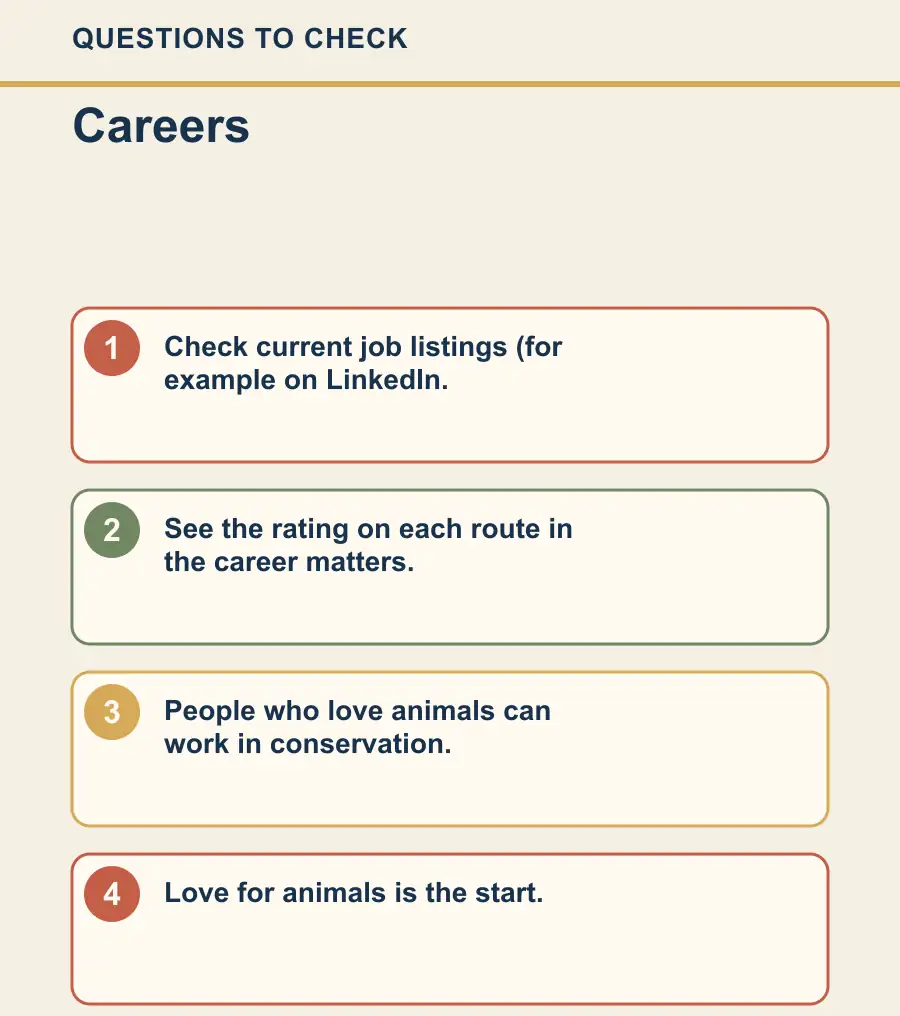 QUESTIONS TO CHECK
Careers
1
Check current job listings (for
example on LinkedIn.
2
See the rating on each route in
the career matters.
3
People who love animals can
work in conservation.
4
Love for animals is the start.